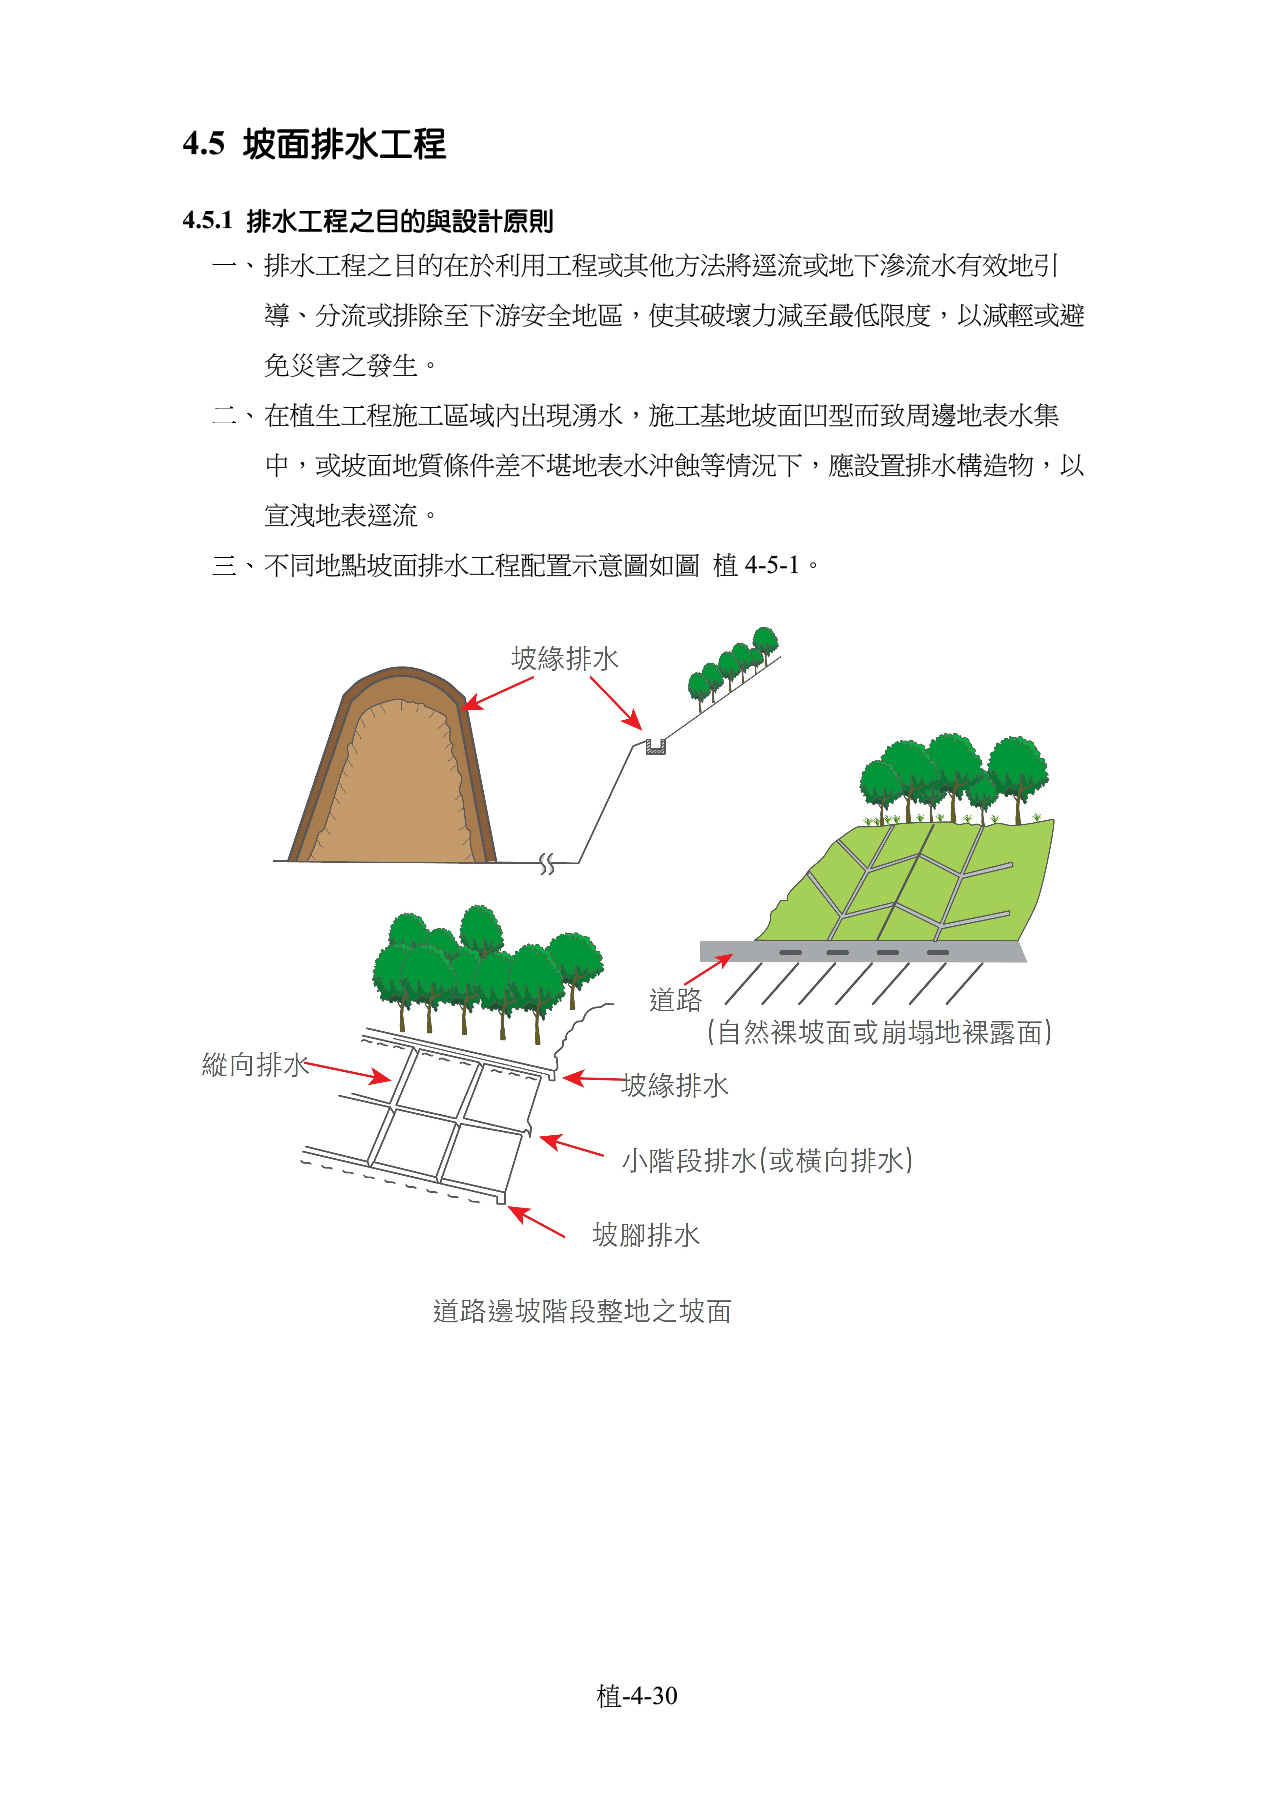 4.5 坡面排水工程
4.5.1 排水工程之目的與設計原則
一、排水工程之目的在於利用工程或其他方法將逕流或地下滲流水有效地引
導、分流或排除至下游安全地區，使其破壞力減至最低限度，以減輕或避
免災害之發生。
二、在植生工程施工區域內出現湧水，施工基地坡面凹型而致周邊地表水集
中，或坡面地質條件差不堪地表水沖蝕等情況下，應設置排水構造物，以
宣洩地表逕流。
三、不同地點坡面排水工程配置示意圖如圖 植 4-5-1。
坡緣排水
道路
(自然裸坡面或崩塌地裸露面)
縱向排水
坡緣排水
小階段排水(或橫向排水)
坡腳排水
道路邊坡階段整地之坡面
植-4-30